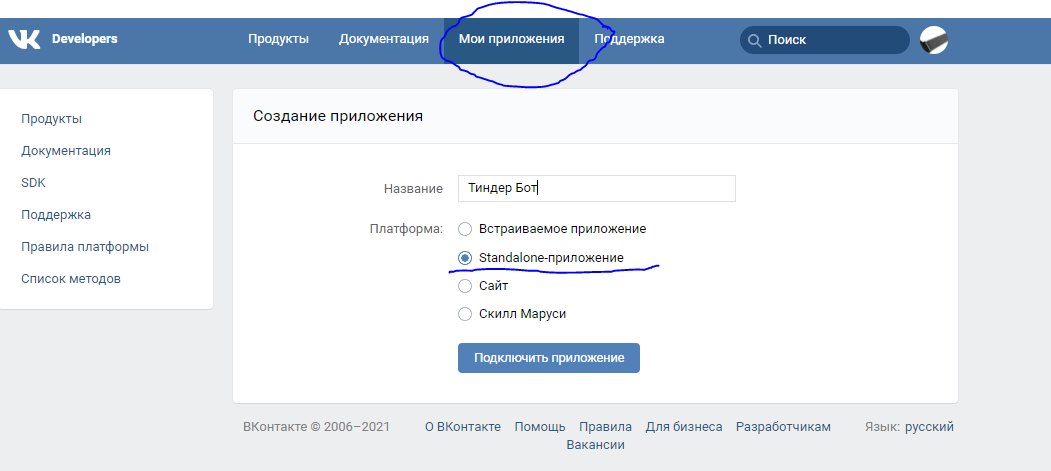 Developers Продукты Документация Мои приложения Поддержка Поиск
Продукты
Документация
SDK
Поддержка
Правила платформы
Список методов
Создание приложения
Название Тиндер Бот
Платформа: Встраиваемое приложение
Standalone-приложение
Сайт
Скилл Маруси
Подключить приложение
ВКонтакте © 2006–2021 О ВКонтакте Помощь Правила Для бизнеса Разработчикам Язык: русский
Вакансии